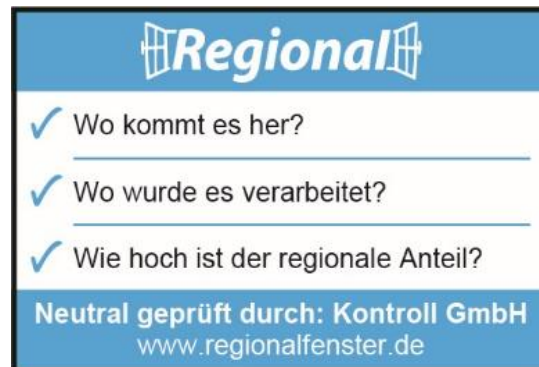 Regional
Wo kommt es her?
Wo wurde es verarbeitet?
Wie hoch ist der regionale Anteil?
Neutral geprüft durch: Kontroll GmbH
www.regionalfenster.de